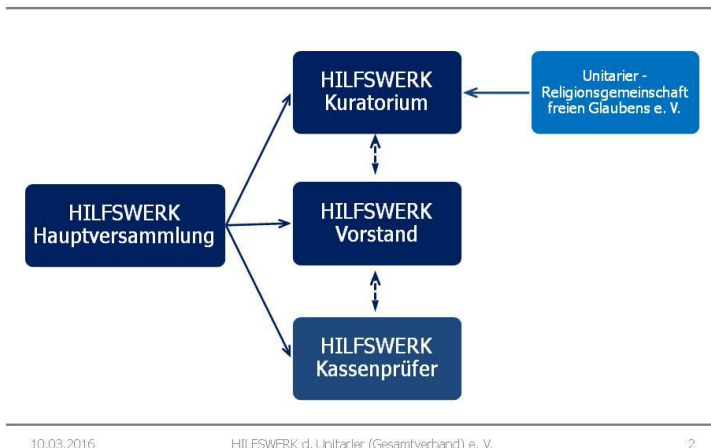 HILFSWERK
Kuratorium
Unitarier -
Religionsgemeinschaft
freien Glaubens e. V.
HILFSWERK
Hauptversammlung
HILFSWERK
Vorstand
HILFSWERK
Kassenprüfer
10.03.2016
HILFSWERK d. Unitarier (Gesamtverband) e. V.
2